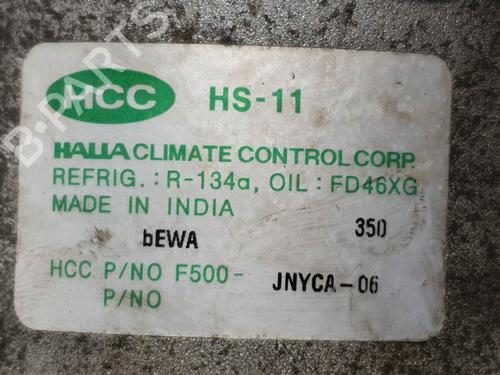 HCC HS-11
HALLA CLIMATE CONTROL CORP.
REFRIG. : R-134a, OIL : FD46XG
MADE IN INDIA
bEWA 350
HCC P/NO F500- JNYCA-06
P/NO
B-PARTS